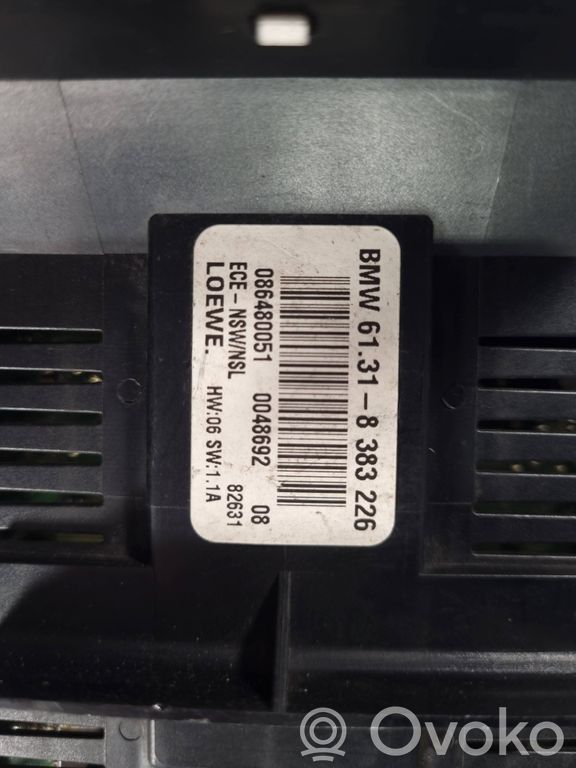 BMW 61.31-8 383 226
086480051 0048692 08
ECE-NSW/NSL 82631
LOEWE. HW:06 SW:1.1A
Ovoko